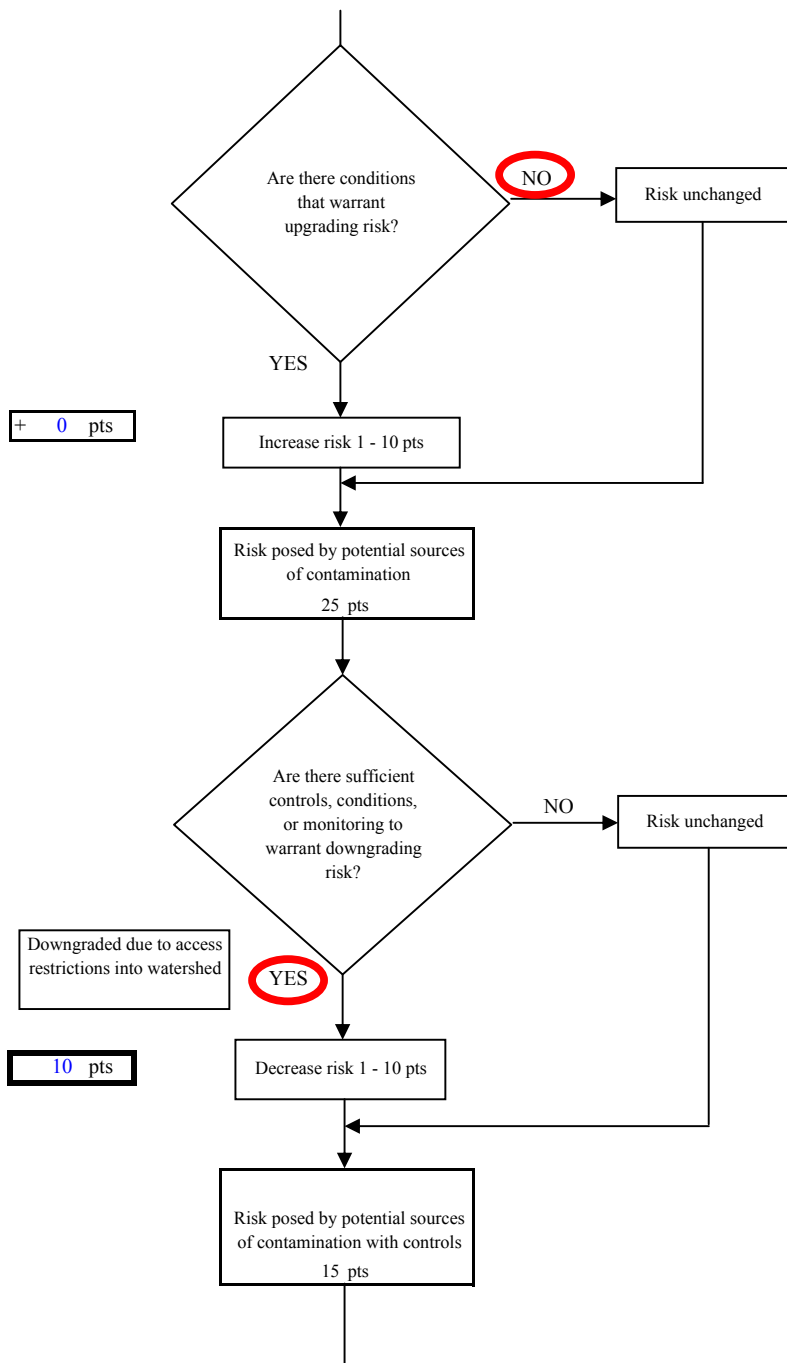 Are there conditions
that warrant
upgrading risk?
NO
Risk unchanged
YES
+ 0 pts
Increase risk 1 - 10 pts
Risk posed by potential sources
of contamination
25 pts
Are there sufficient
controls, conditions,
or monitoring to
warrant downgrading
risk?
NO
Risk unchanged
Downgraded due to access
restrictions into watershed
YES
10 pts
Decrease risk 1 - 10 pts
Risk posed by potential sources
of contamination with controls
15 pts